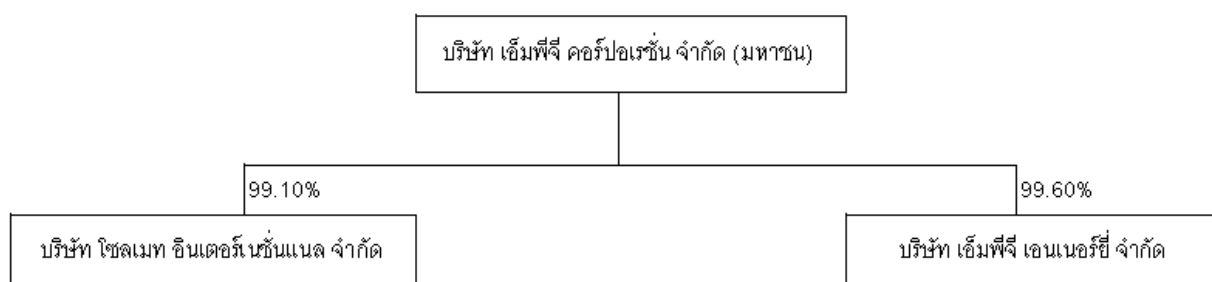 บริษัท เอ็มพีจี คอร์ปอเรชั่น จำกัด (มหาชน)
99.10%
99.60%
บริษัท โซลเมท อินเตอร์เนชั่นแนล จำกัด
บริษัท เอ็มพีจี เอนเนอร์ยี่ จำกัด